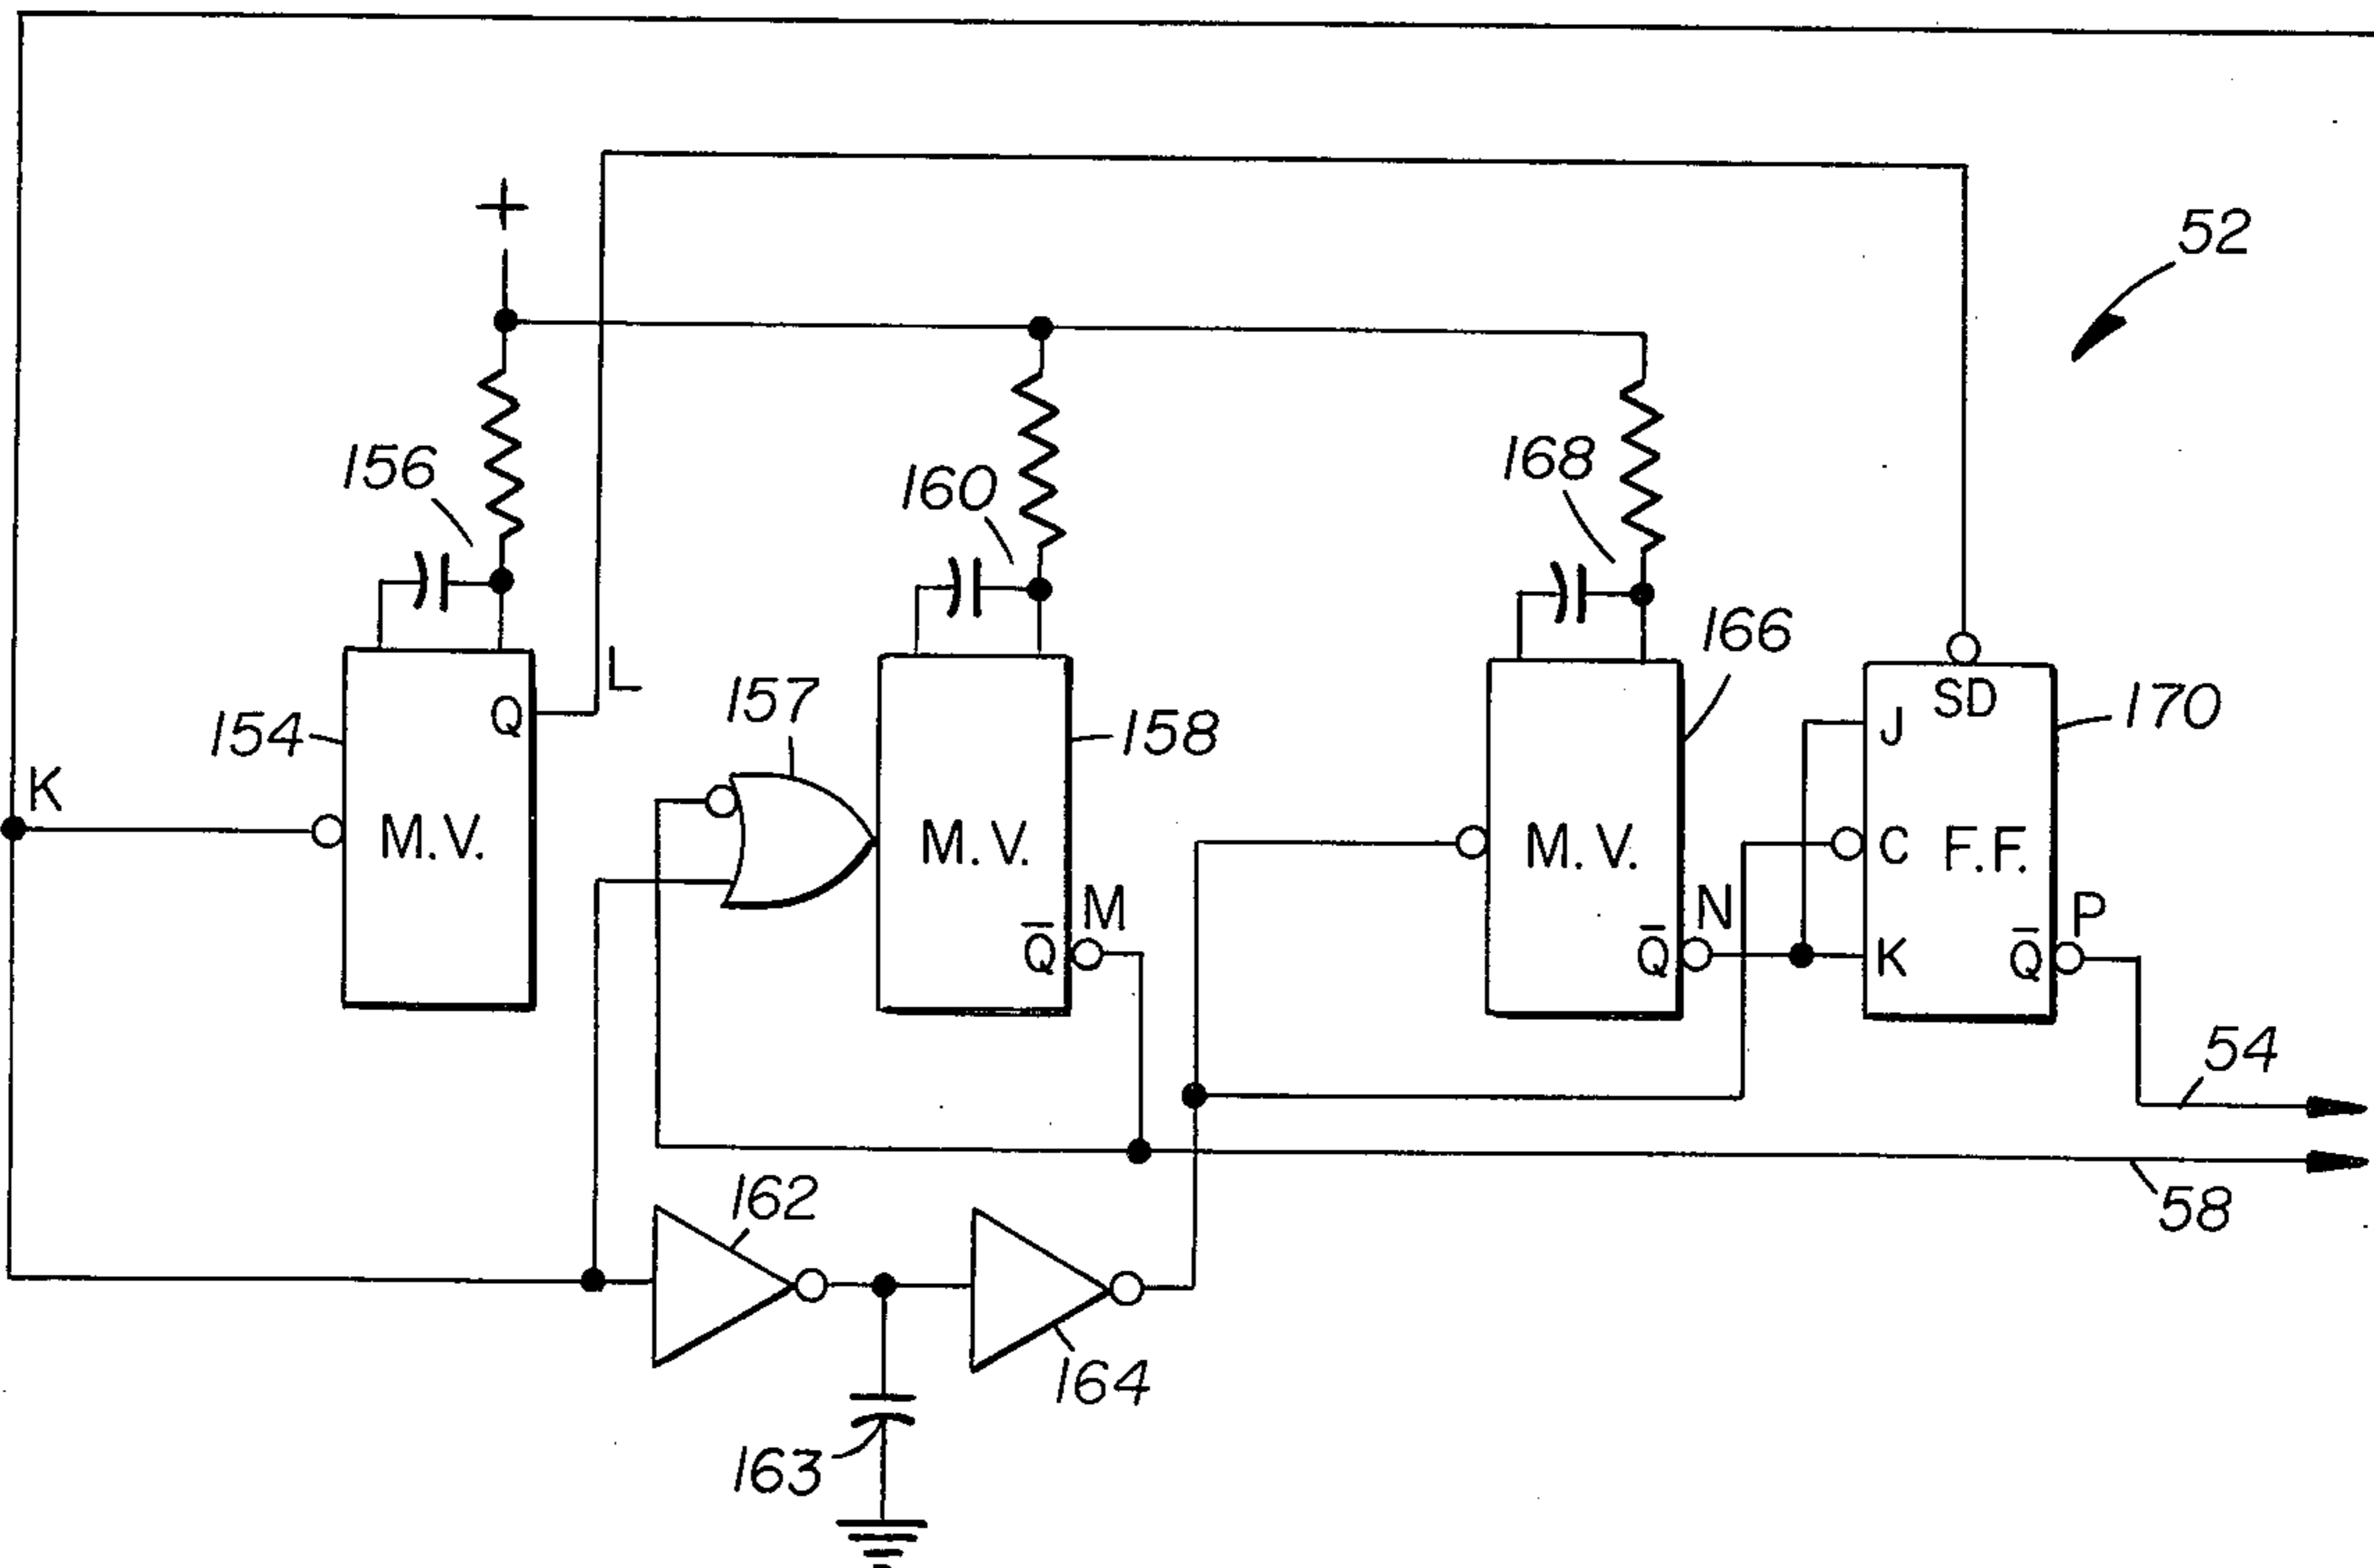 +
52
156
160
168
166
L
157
158
170
154
Q
SD
J
K
M.V.
M.V.
M.V.
C
F.F.
M
N
P
Q̅
Q̅
K
Q̅
54
58
162
164
163